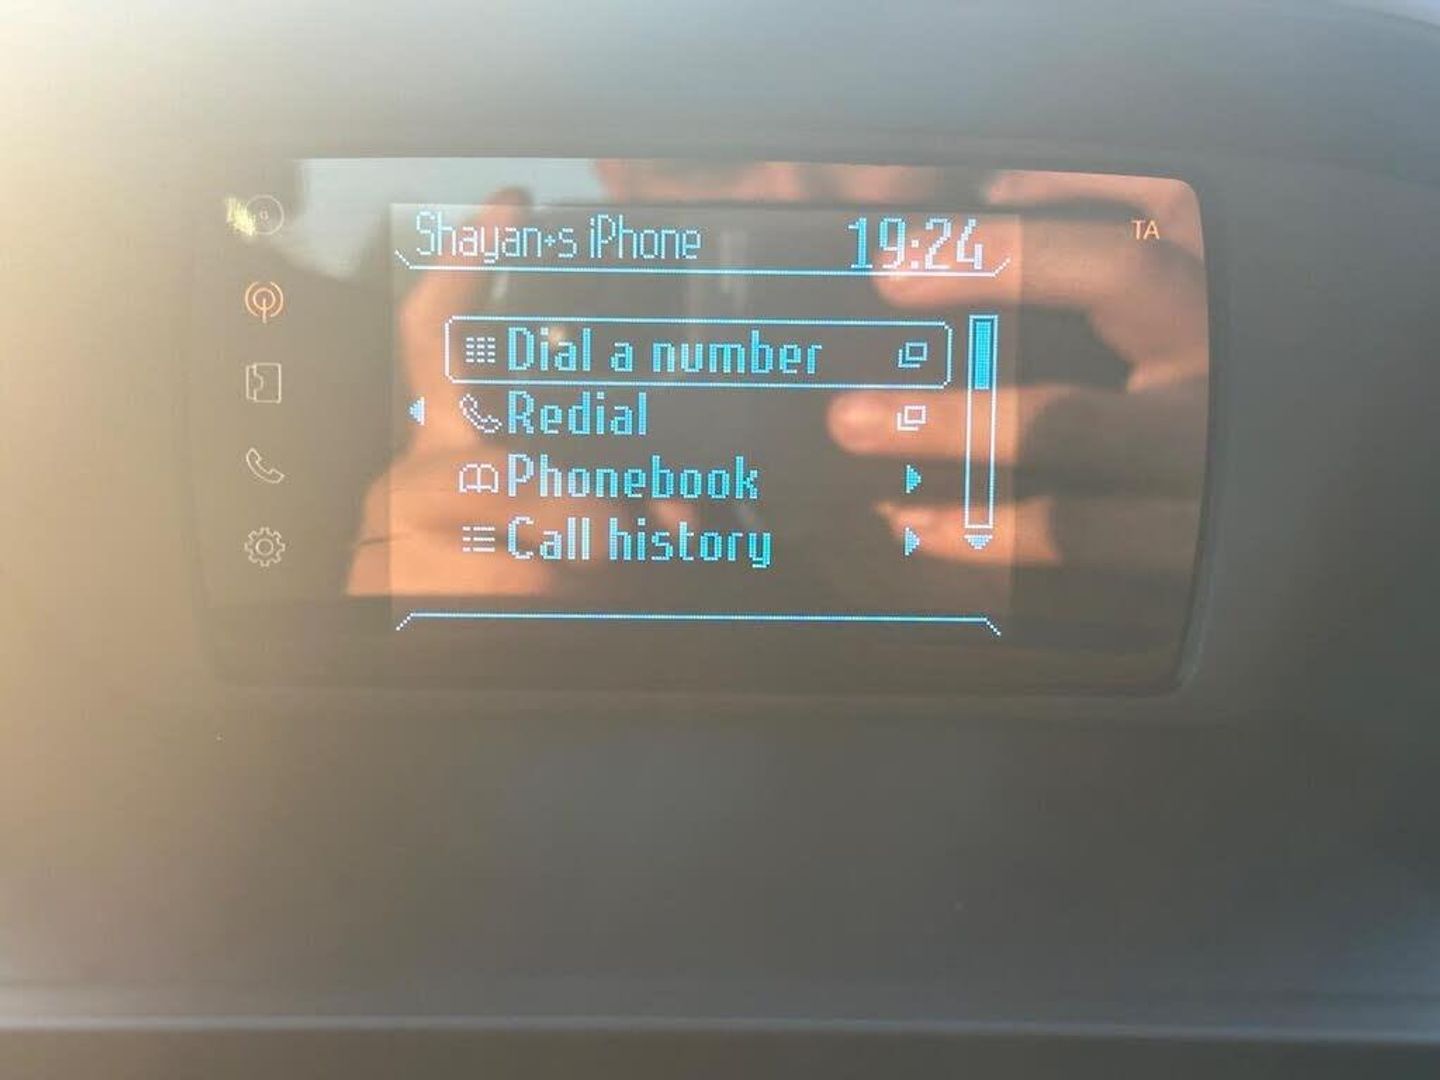 Shayan+s iPhone 19:24
TA
Dial a number
Redial
Phonebook
Call history